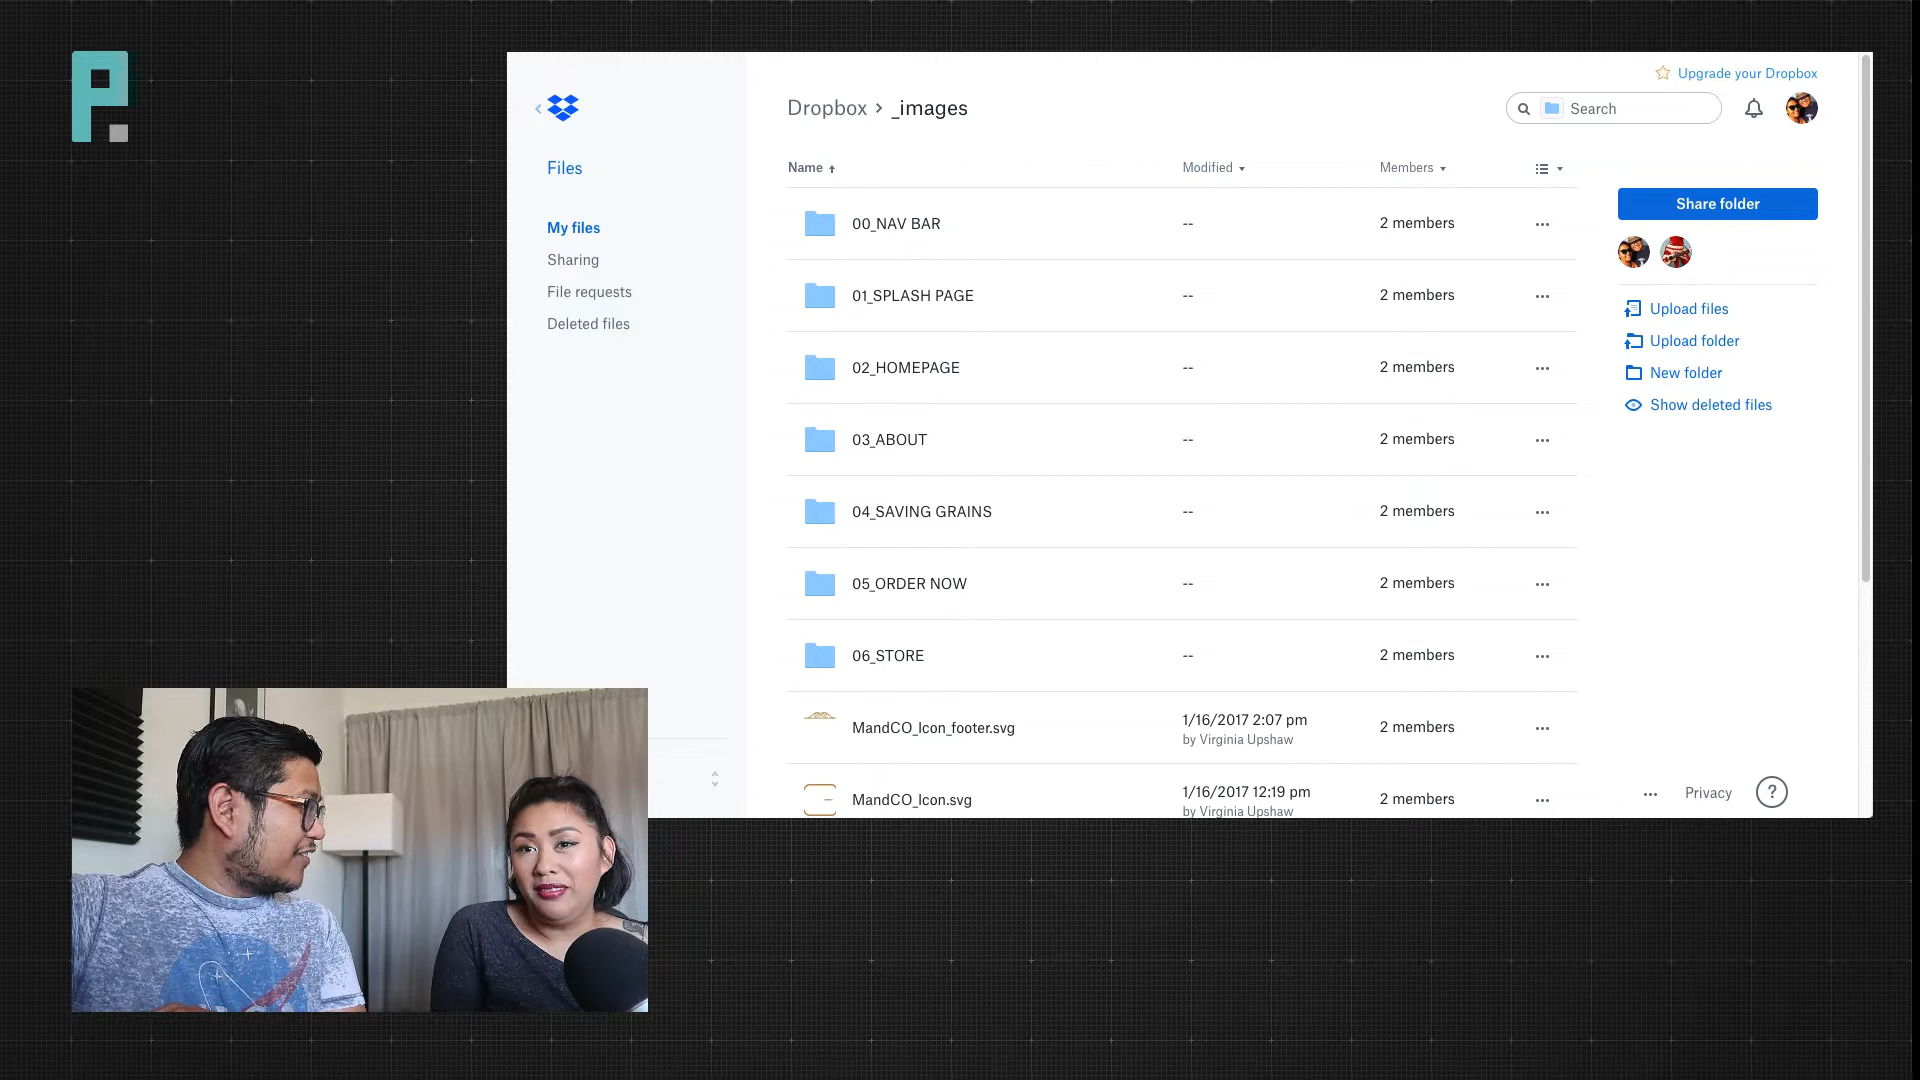 Upgrade your Dropbox
Dropbox › _images
Search
Files
Name Modified Members
Share folder
My files
Sharing
File requests
Deleted files
00_NAV BAR -- 2 members
01_SPLASH PAGE -- 2 members
02_HOMEPAGE -- 2 members
03_ABOUT -- 2 members
04_SAVING GRAINS -- 2 members
05_ORDER NOW -- 2 members
06_STORE -- 2 members
MandCO_Icon_footer.svg 1/16/2017 2:07 pm 2 members
by Virginia Upshaw
MandCO_Icon.svg 1/16/2017 12:19 pm 2 members
by Virginia Upshaw
Upload files
Upload folder
New folder
Show deleted files
Privacy ?
P.